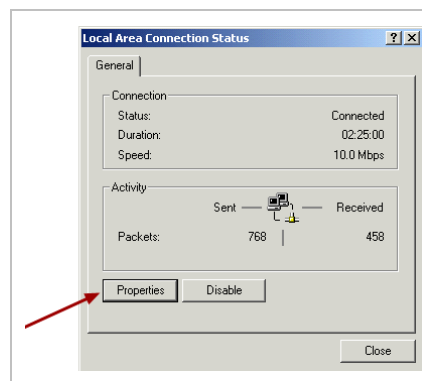 Local Area Connection Status
General
Connection
Status: Connected
Duration: 02:25:00
Speed: 10.0 Mbps
Activity
Sent Received
Packets: 768 458
Properties Disable
Close